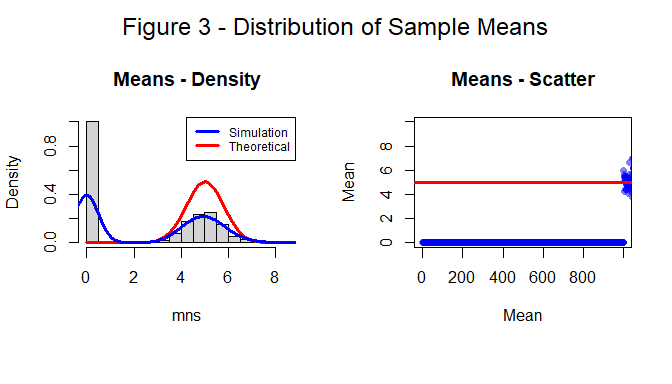 Figure 3 - Distribution of Sample Means
Means - Density
Means - Scatter
Density
0.0
0.4
0.8
Simulation
Theoretical
0 2 4 6 8
mns
Mean
0
2
4
6
8
0 200 400 600 800
Mean